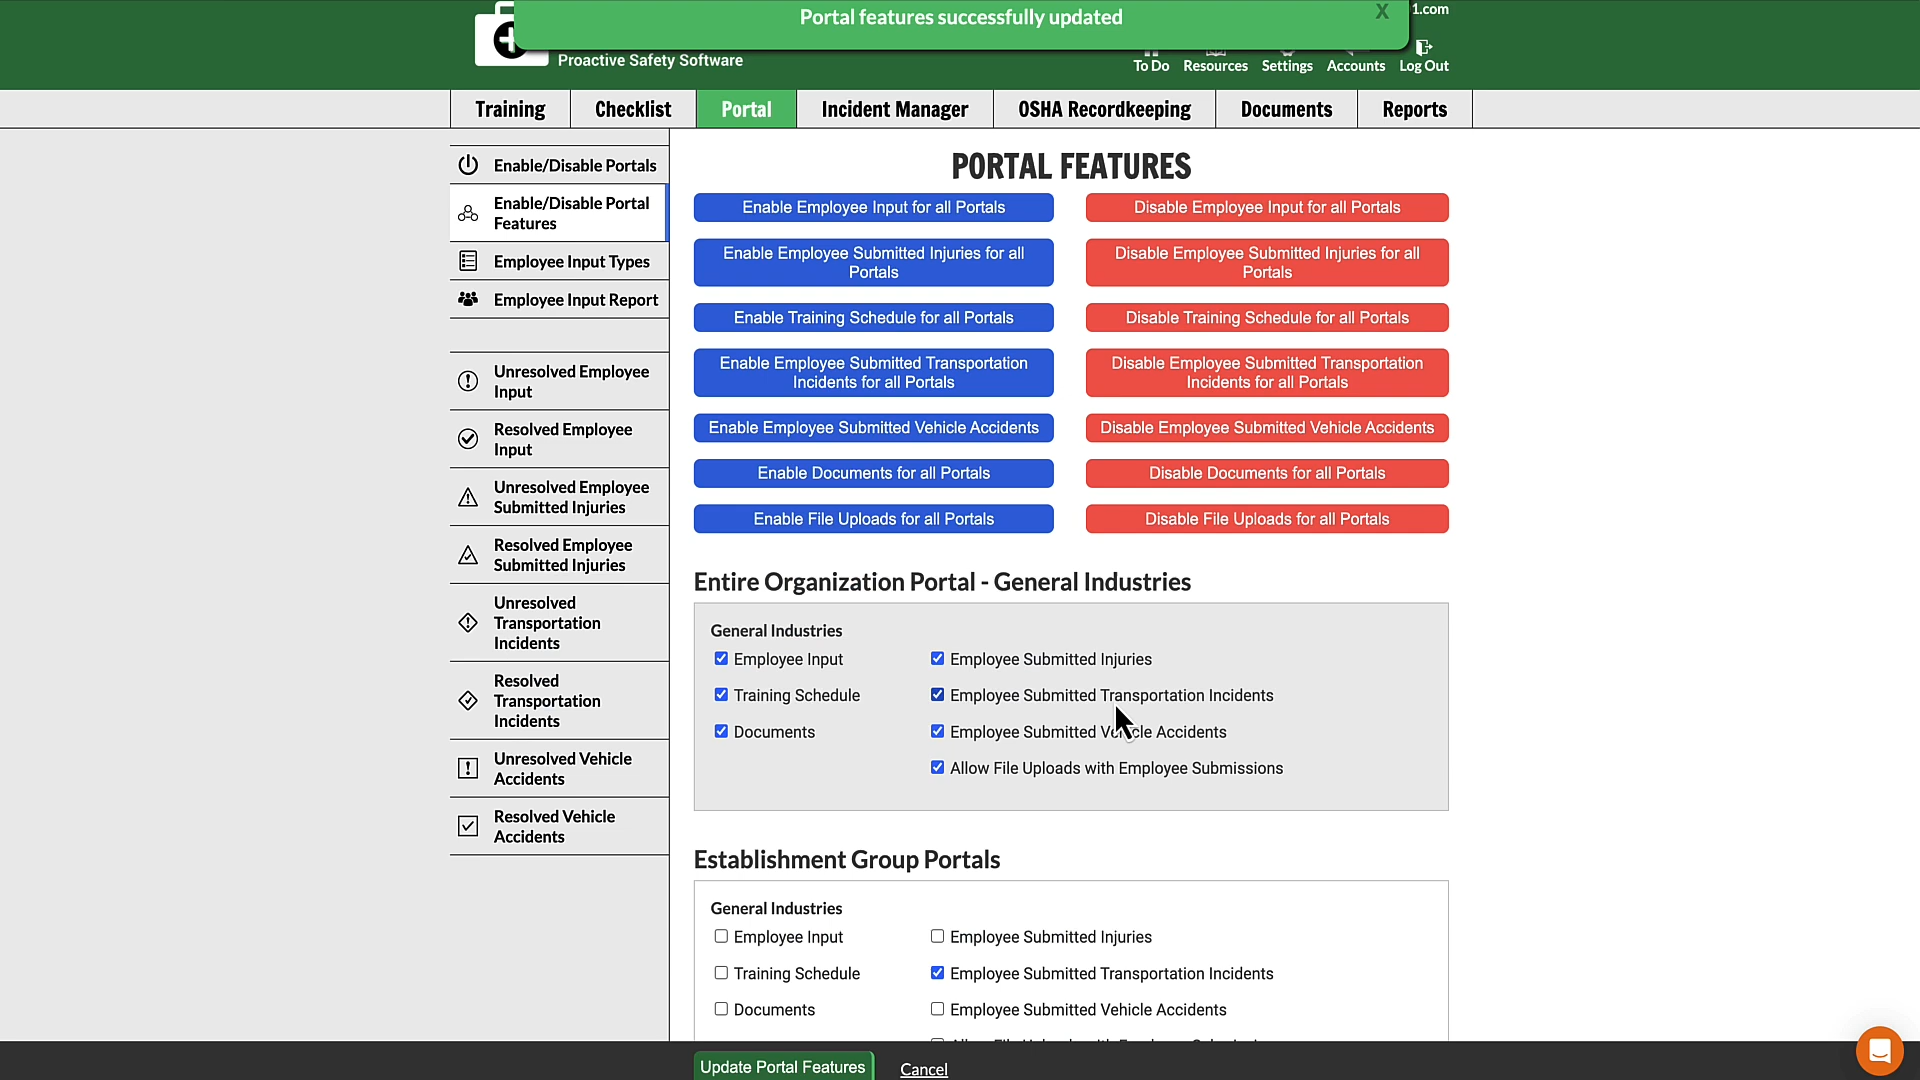 Portal features successfully updated
X
1.com
Proactive Safety Software
To Do
Resources
Settings
Accounts
Log Out
Training
Checklist
Portal
Incident Manager
OSHA Recordkeeping
Documents
Reports
Enable/Disable Portals
Enable/Disable Portal
Features
Employee Input Types
Employee Input Report
Unresolved Employee
Input
Resolved Employee
Input
Unresolved Employee
Submitted Injuries
Resolved Employee
Submitted Injuries
Unresolved
Transportation
Incidents
Resolved
Transportation
Incidents
Unresolved Vehicle
Accidents
Resolved Vehicle
Accidents
PORTAL FEATURES
Enable Employee Input for all Portals
Disable Employee Input for all Portals
Enable Employee Submitted Injuries for all
Portals
Disable Employee Submitted Injuries for all
Portals
Enable Training Schedule for all Portals
Disable Training Schedule for all Portals
Enable Employee Submitted Transportation
Incidents for all Portals
Disable Employee Submitted Transportation
Incidents for all Portals
Enable Employee Submitted Vehicle Accidents
Disable Employee Submitted Vehicle Accidents
Enable Documents for all Portals
Disable Documents for all Portals
Enable File Uploads for all Portals
Disable File Uploads for all Portals
Entire Organization Portal - General Industries
General Industries
Employee Input
Employee Submitted Injuries
Training Schedule
Employee Submitted Transportation Incidents
Documents
Employee Submitted Vehicle Accidents
Allow File Uploads with Employee Submissions
Establishment Group Portals
General Industries
Employee Input
Employee Submitted Injuries
Training Schedule
Employee Submitted Transportation Incidents
Documents
Employee Submitted Vehicle Accidents
Update Portal Features
Cancel